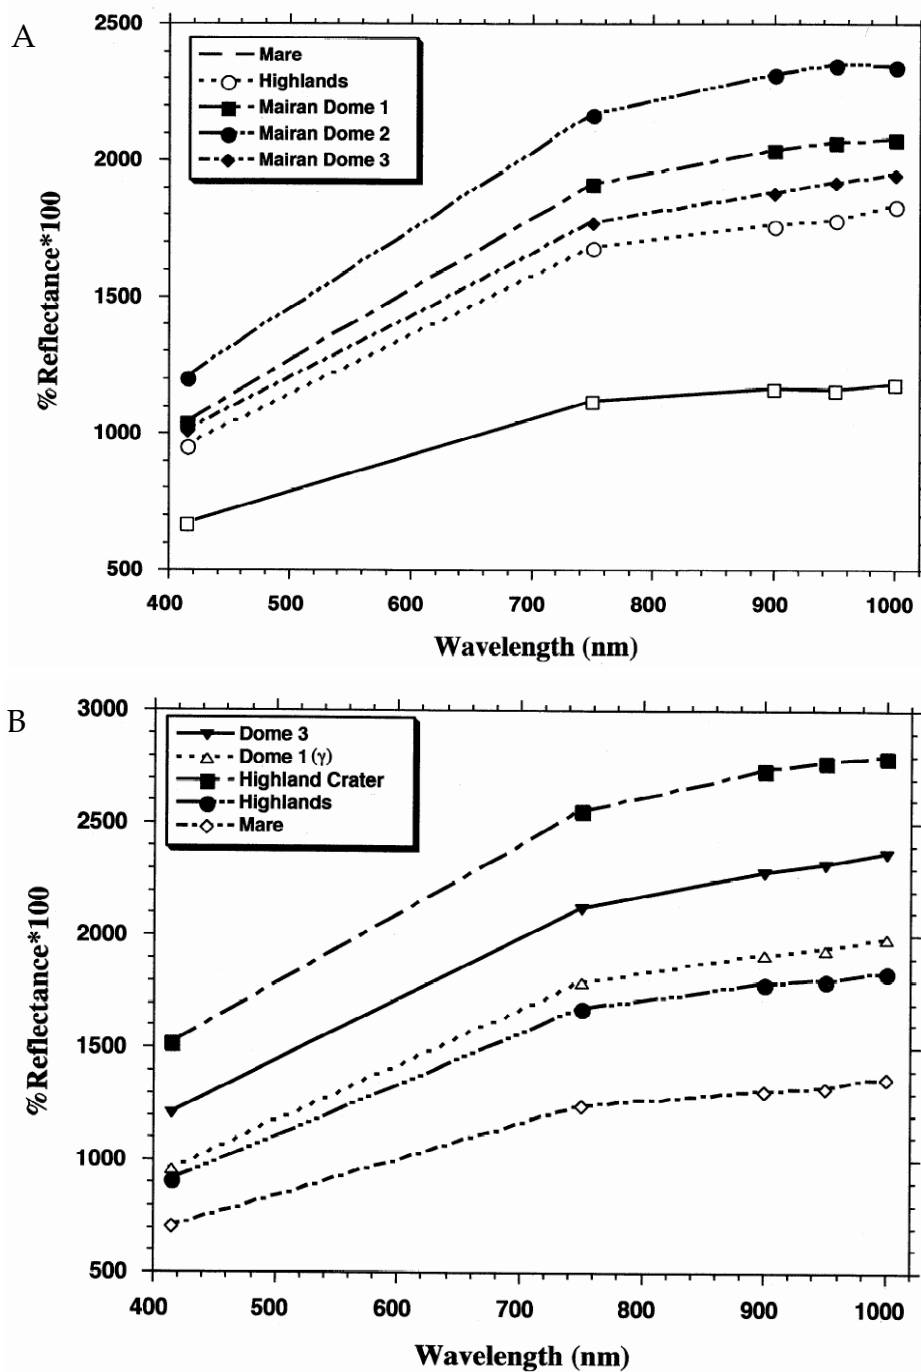 A
2500
2000
1500
1000
500
%Reflectance*100
Mare
Highlands
Mairan Dome 1
Mairan Dome 2
Mairan Dome 3
400 500 600 700 800 900 1000
Wavelength (nm)
B
3000
2500
2000
1500
1000
500
%Reflectance*100
Dome 3
Dome 1 (γ)
Highland Crater
Highlands
Mare
400 500 600 700 800 900 1000
Wavelength (nm)